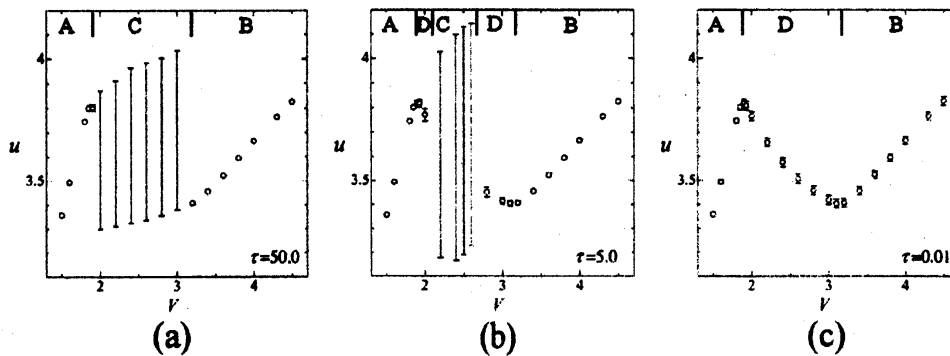 A C B
4
u
3.5
τ=50.0
2 3 4
V
(a)
A D C D B
4
u
3.5
τ=5.0
2 3 4
V
(b)
A D B
4
u
3.5
τ=0.01
2 3 4
V
(c)